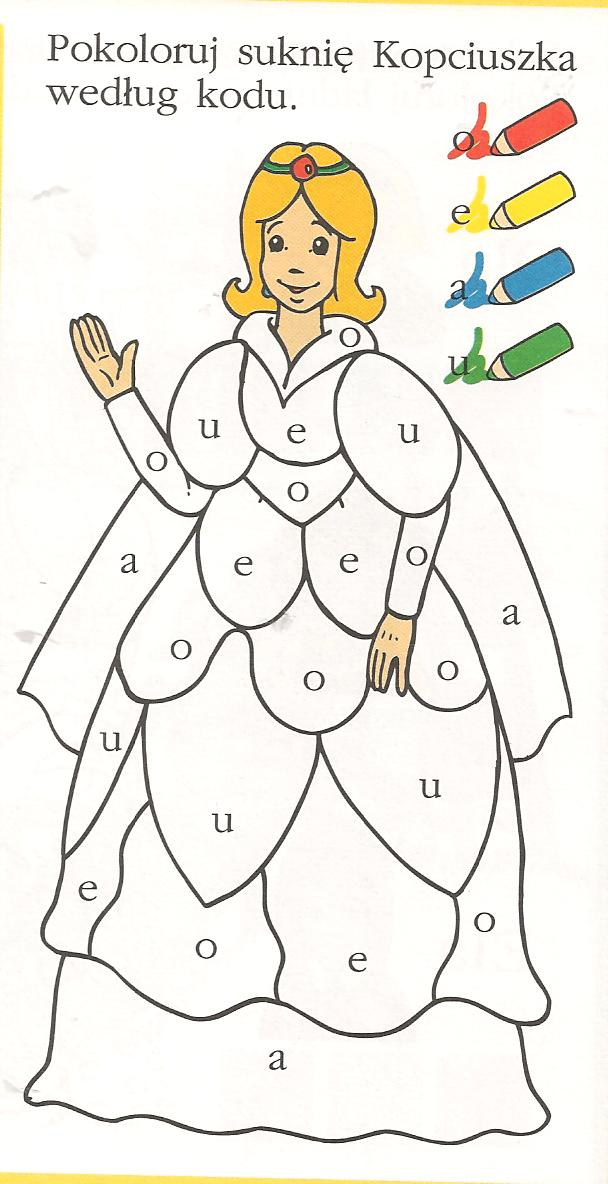 Pokoloruj suknię Kopciuszka
według kodu.
o
e
a
u
o
u e u
o
o
a e e o a
o o o
u
u u
e
o e o
a